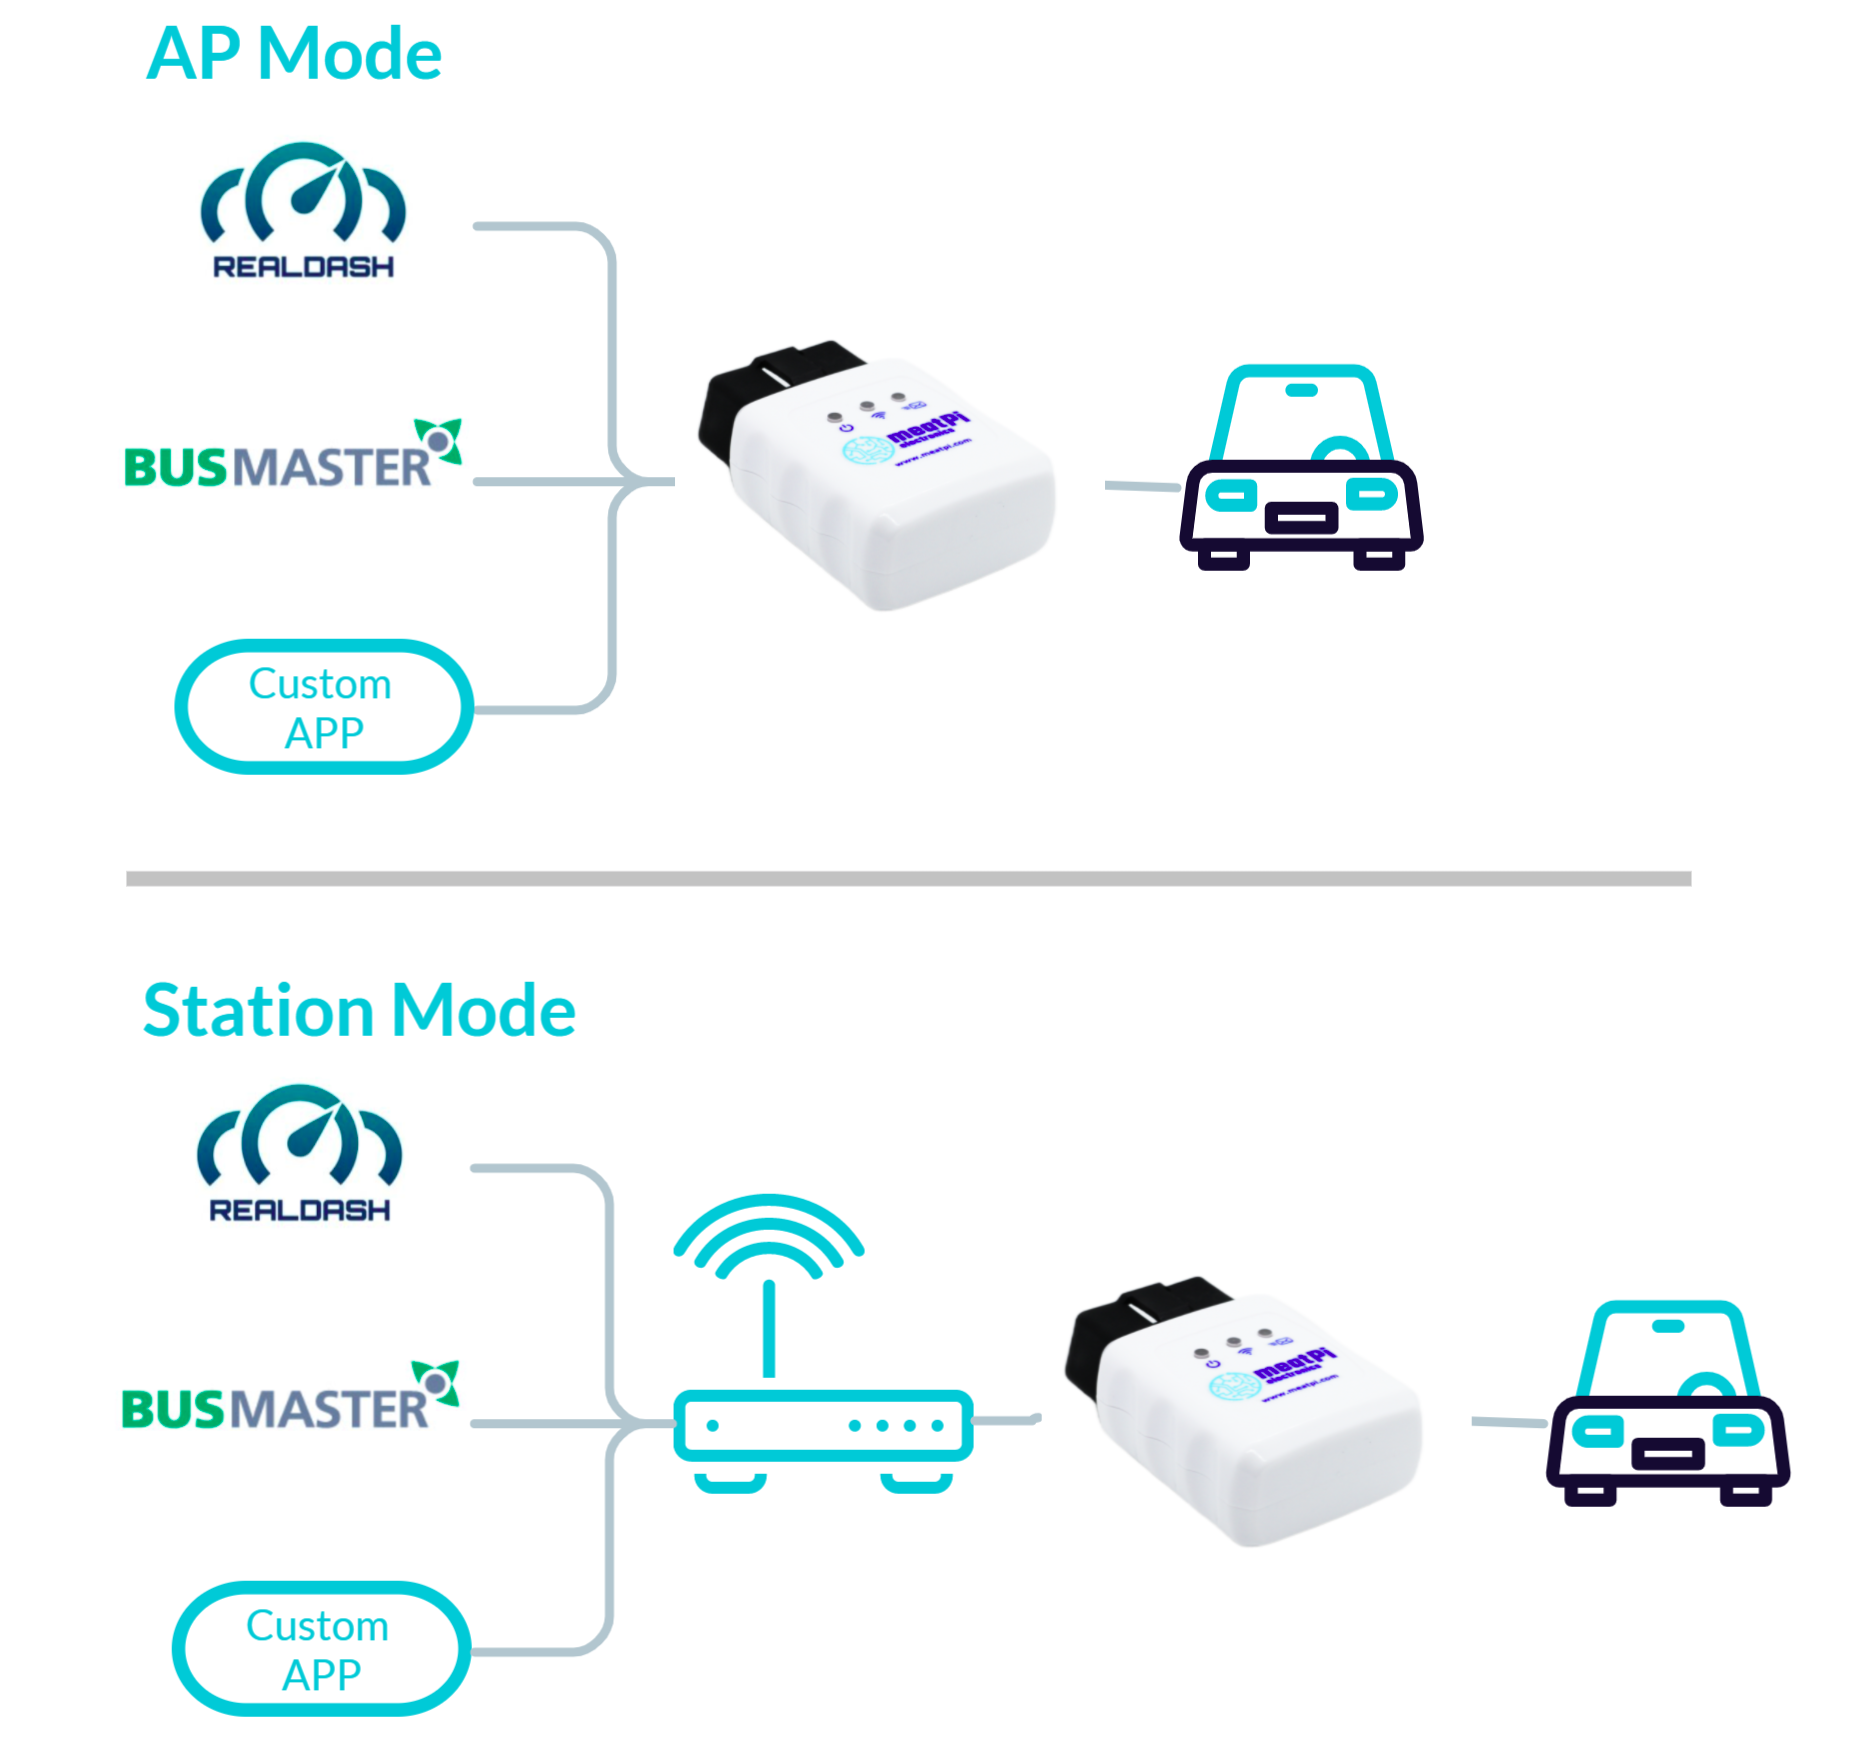 AP Mode
REALDASH
BUSMASTER
Custom
APP
meatPi
electronics
www.meatpi.com
Station Mode
REALDASH
BUSMASTER
Custom
APP
meatPi
electronics
www.meatpi.com